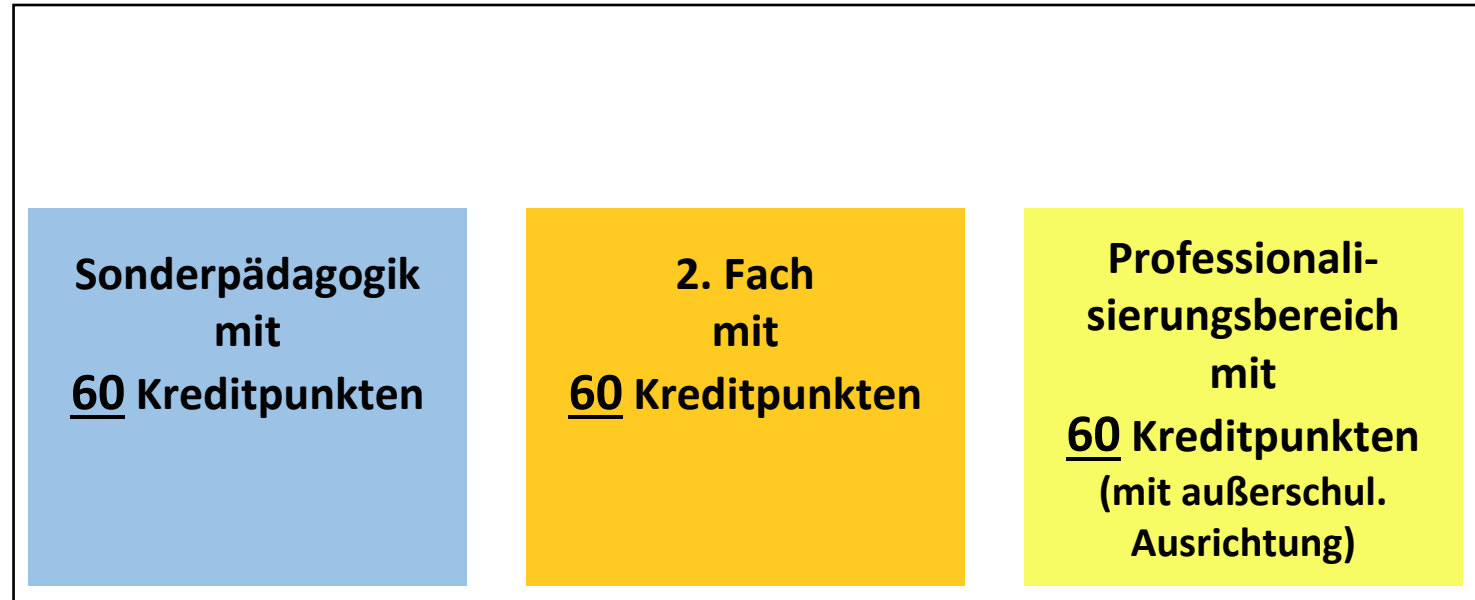 Sonderpädagogik
mit
60 Kreditpunkten
2. Fach
mit
60 Kreditpunkten
Professionali-
sierungsbereich
mit
60 Kreditpunkten
(mit außerschul.
Ausrichtung)